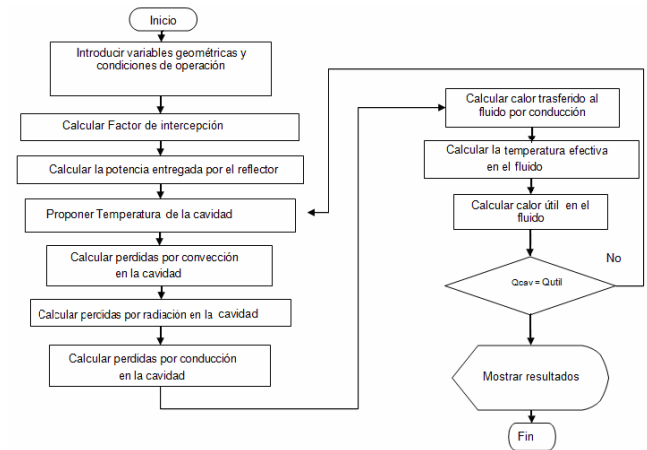 Inicio
Introducir variables geométricas y
condiciones de operación
Calcular Factor de intercepción
Calcular la potencia entregada por el reflector
Proponer Temperatura de la cavidad
Calcular perdidas por convección
en la cavidad
Calcular percidas por radiación en la cavidad
Calcular perdidas por conducción
en la cavidad
Calcular calor trasferido al
fluido por conducción
Calcular la temperatura efectiva
en el fluido
Calcular calor útil en el
fluido
No
Qcav = Qutil
Mostrar resultados
Fin